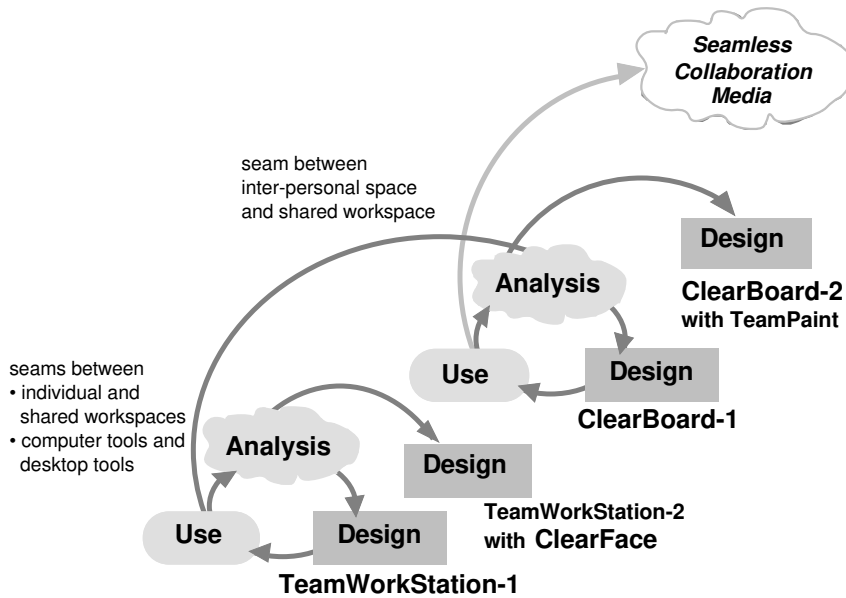 Seamless
Collaboration
Media
seam between
inter-personal space
and shared workspace
Design
Analysis
ClearBoard-2
with TeamPaint
seams between
• individual and
shared workspaces
• computer tools and
desktop tools
Use
Design
ClearBoard-1
Analysis
Design
TeamWorkStation-2
with ClearFace
Use
Design
TeamWorkStation-1